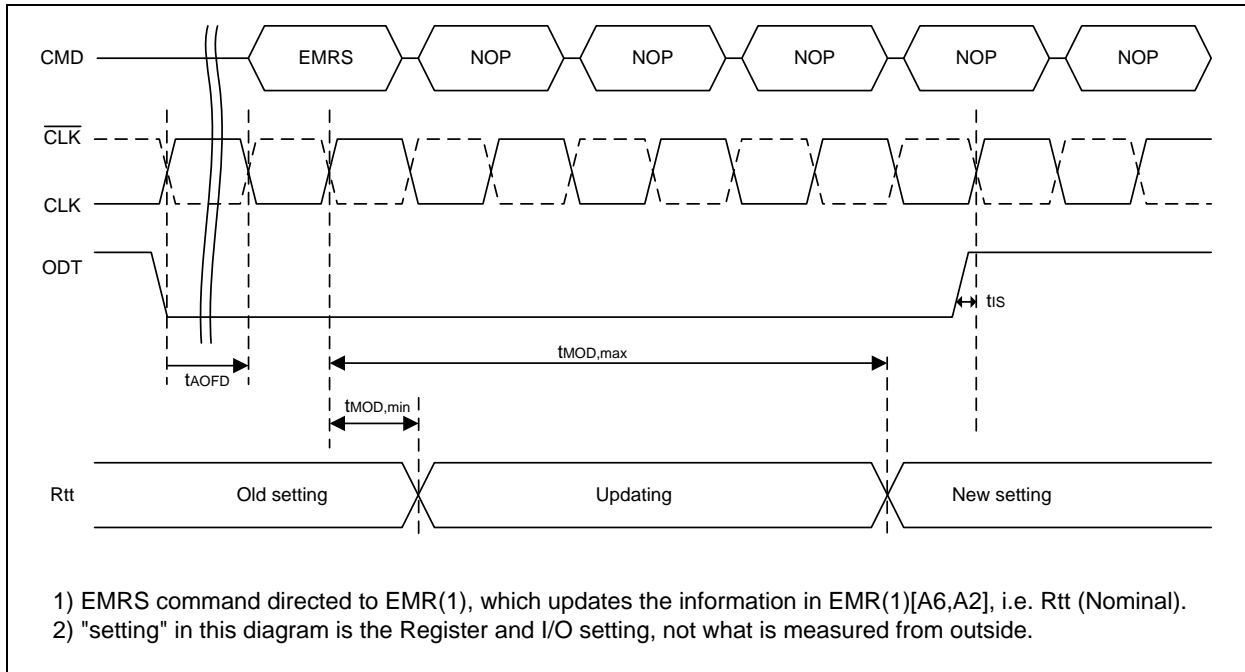 CMD EMRS NOP NOP NOP NOP NOP
CLK
CLK
ODT
tIS
tMOD,max
tAOFD
tMOD,min
Rtt Old setting Updating New setting
1) EMRS command directed to EMR(1), which updates the information in EMR(1)[A6,A2], i.e. Rtt (Nominal).
2) "setting" in this diagram is the Register and I/O setting, not what is measured from outside.